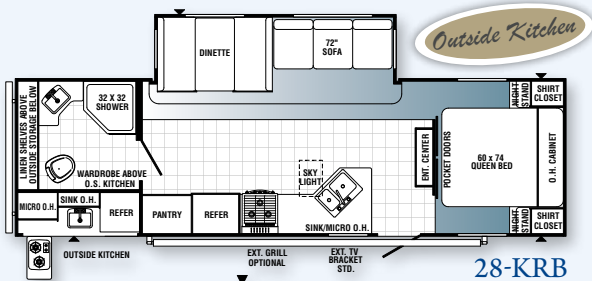 Outside Kitchen
DINETTE
72"
SOFA
LINEN SHELVES ABOVE
OUTSIDE STORAGE BELOW
32 X 32
SHOWER
WARDROBE ABOVE
O.S. KITCHEN
ENT. CENTER
POCKET DOORS
60 x 74
QUEEN BED
NIGHT
STAND
SHIRT
CLOSET
O.H. CABINET
NIGHT
STAND
SHIRT
CLOSET
SKY
LIGHT
MICRO O.H.
SINK O.H.
REFER
PANTRY
REFER
SINK/MICRO O.H.
OUTSIDE KITCHEN
EXT. GRILL
OPTIONAL
EXT. TV
BRACKET
STD.
28-KRB